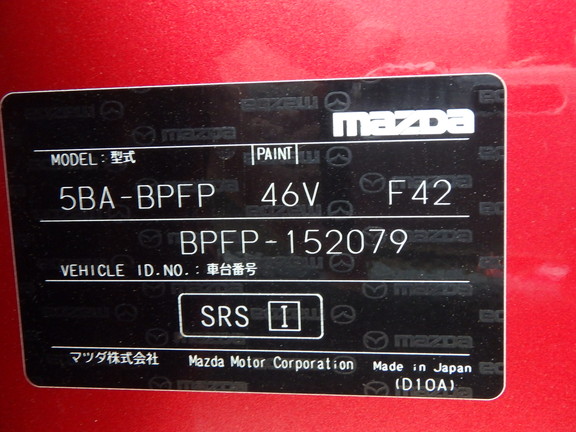 mazda
MODEL: 型式 PAINT
5BA-BPFP 46V F42
BPFP-152079
VEHICLE ID.NO.: 車台番号
SRS I
マツダ株式会社 Mazda Motor Corporation Made in Japan
(D10A)